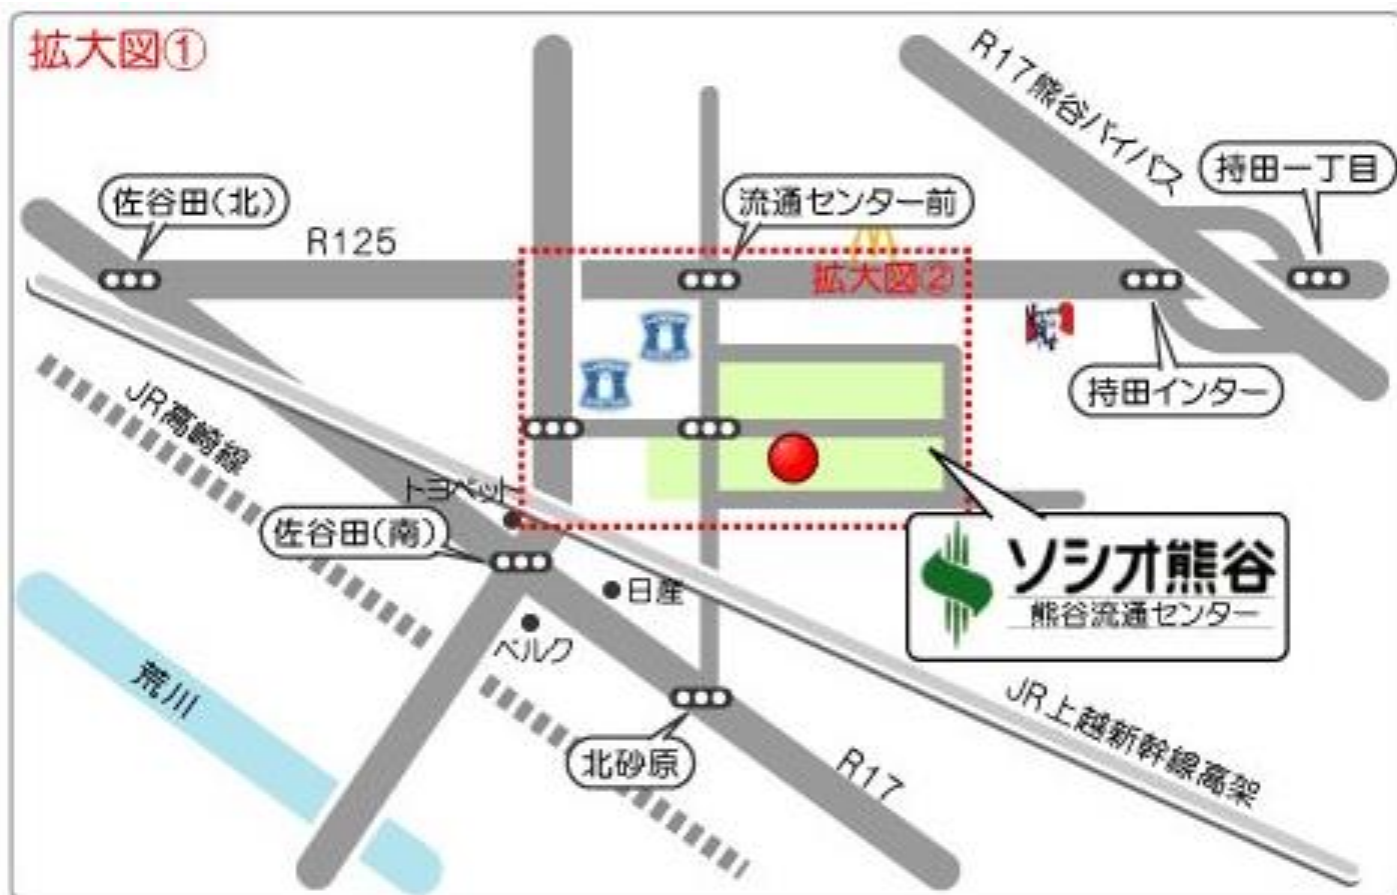 拡大図①
R17熊谷バイパス
持田一丁目
佐谷田(北)
流通センター前
R125
拡大図②
持田インター
JR高崎線
トヨペット
佐谷田(南)
ソシオ熊谷
熊谷流通センター
日産
ベルク
荒川
JR上越新幹線高架
北砂原
R17